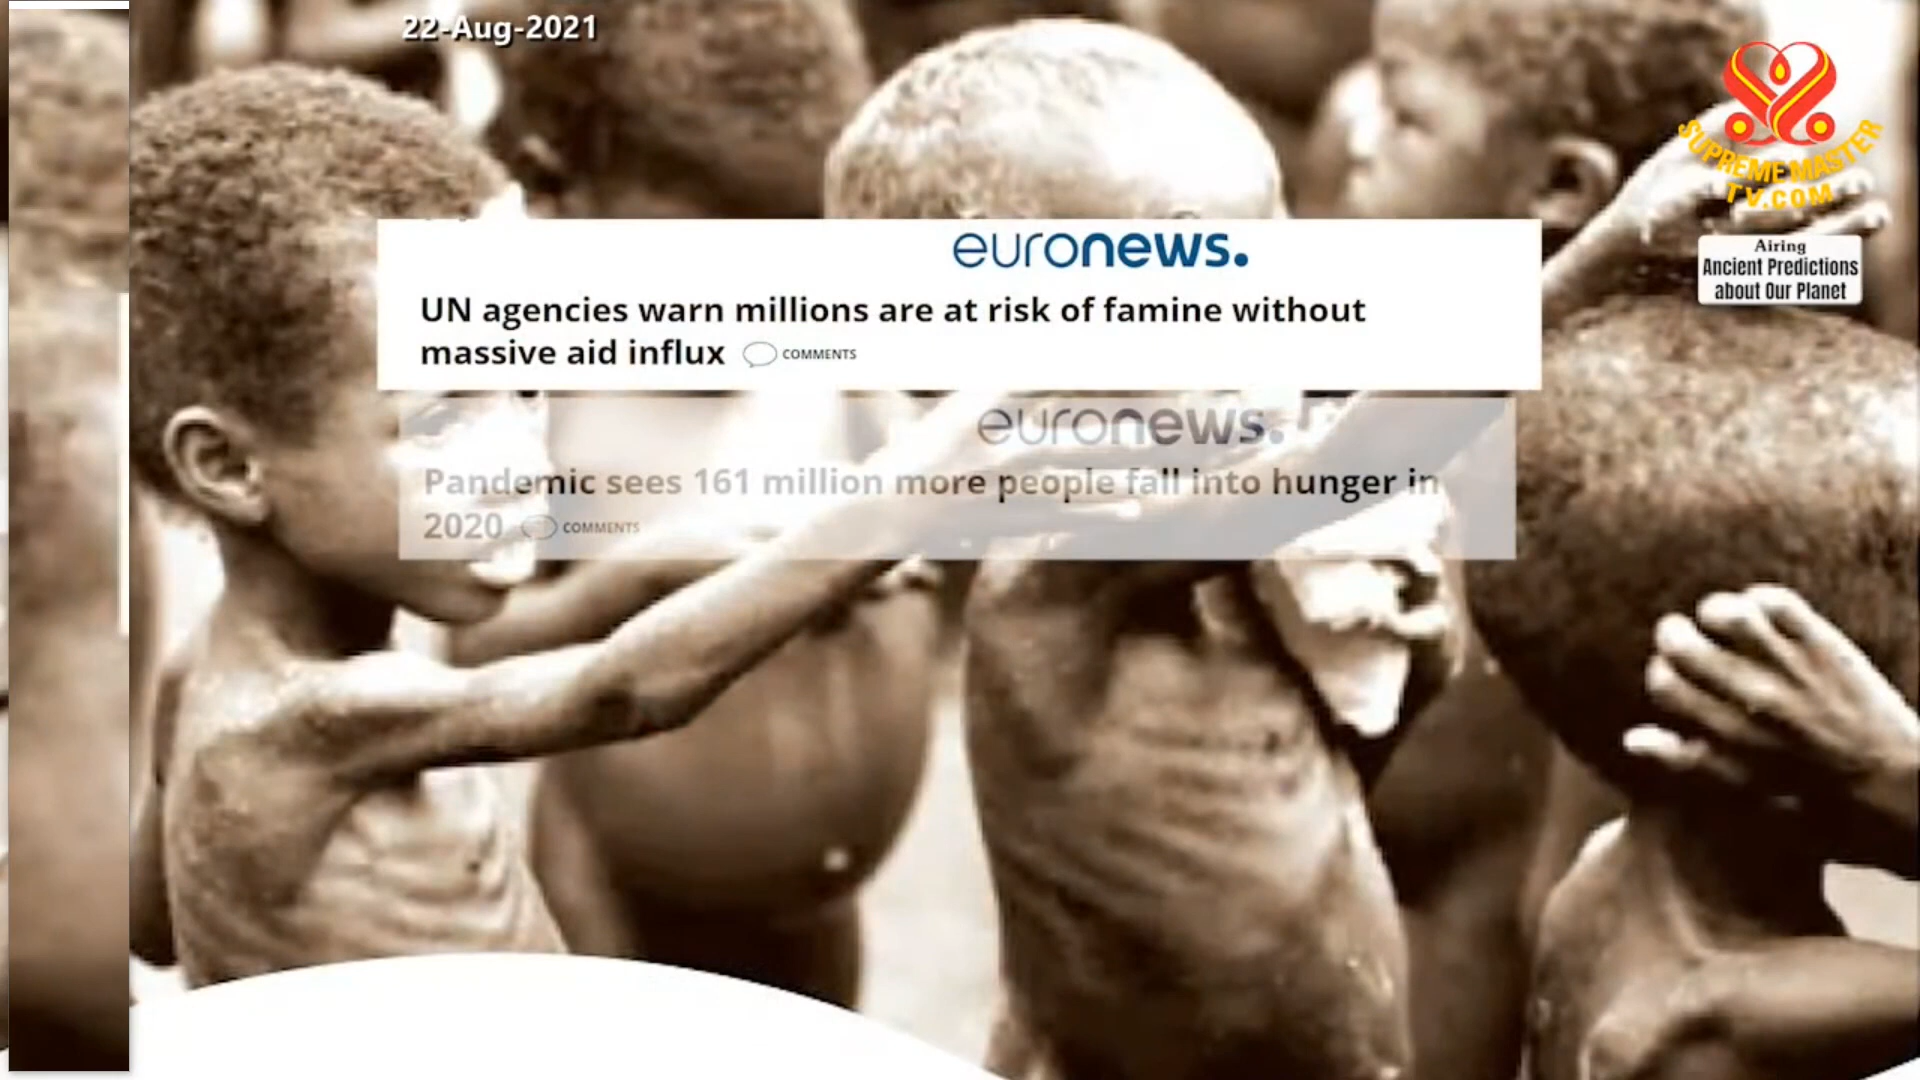 22-Aug-2021
SUPREME MASTER
TV.COM
Airing
Ancient Predictions
about Our Planet
euronews.
UN agencies warn millions are at risk of famine without
massive aid influx COMMENTS
euronews.
Pandemic sees 161 million more people fall into hunger in
2020 COMMENTS